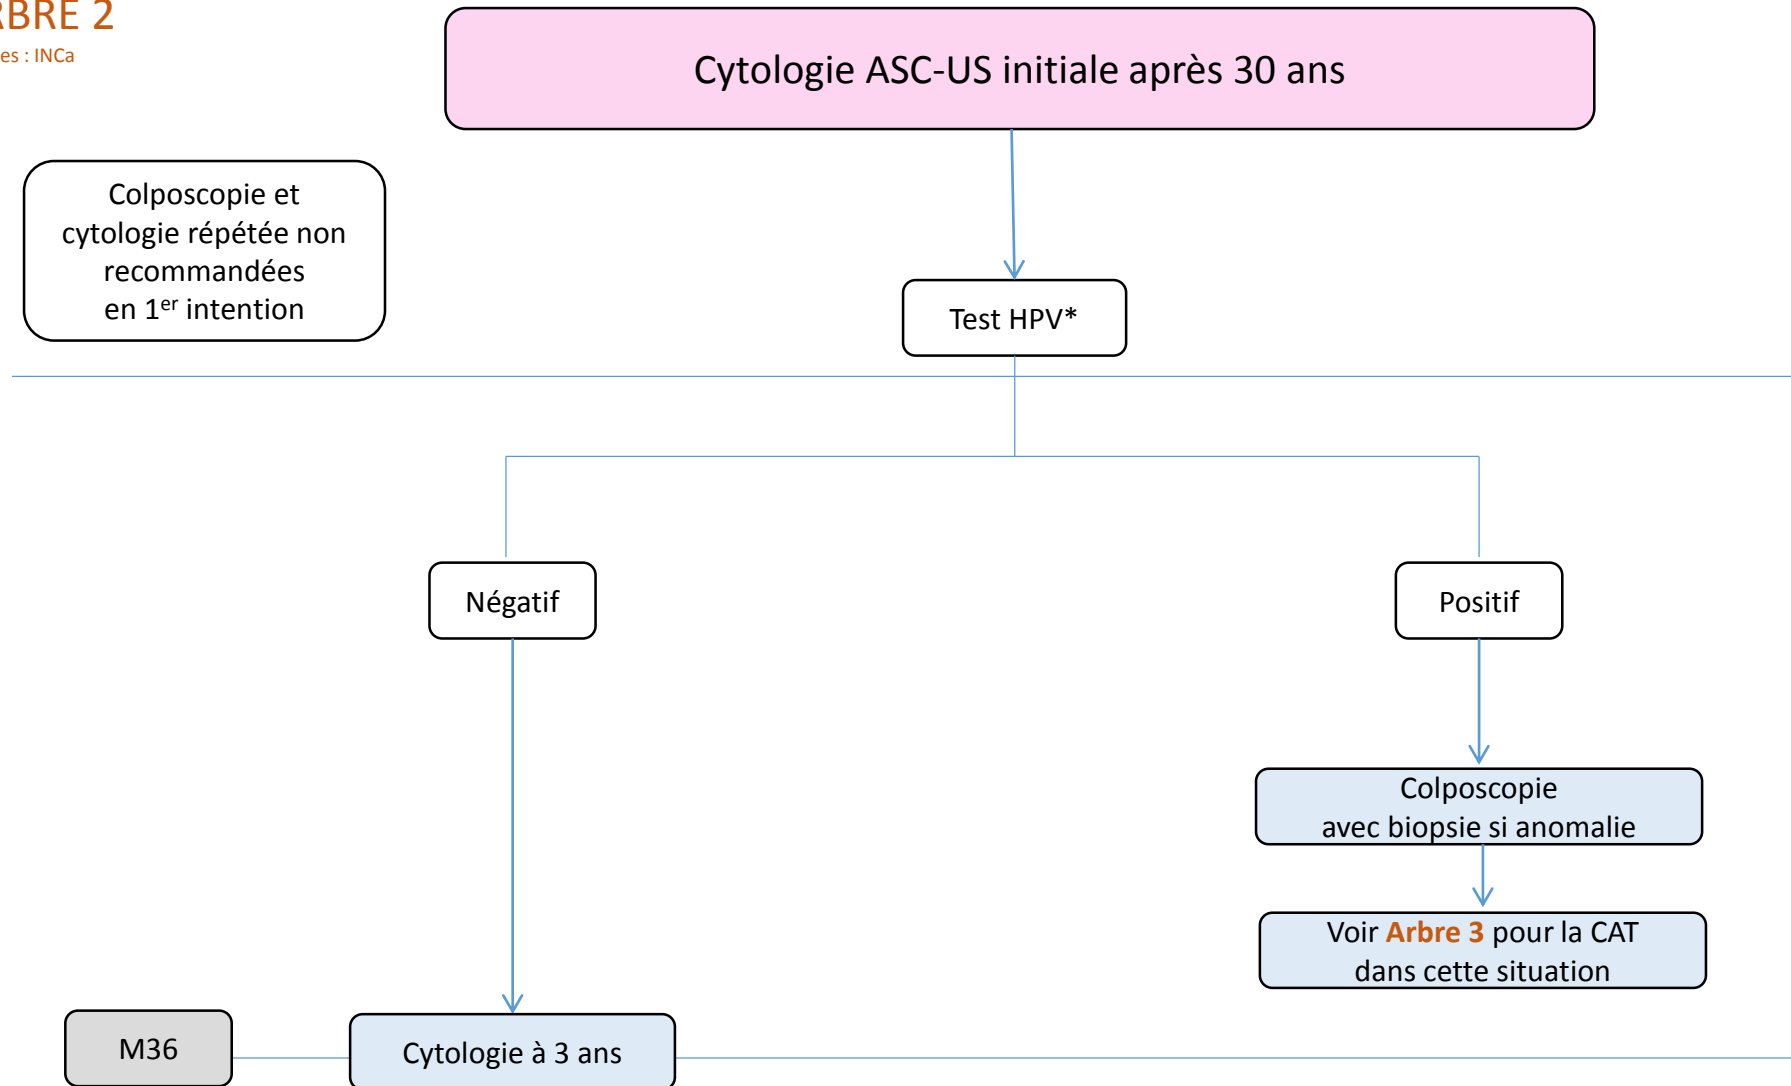 RBRE 2
es : INCa
Cytologie ASC-US initiale après 30 ans
Colposcopie et
cytologie répétée non
recommandées
en 1er intention
Test HPV*
Négatif
Positif
Colposcopie
avec biopsie si anomalie
Voir Arbre 3 pour la CAT
dans cette situation
M36
Cytologie à 3 ans